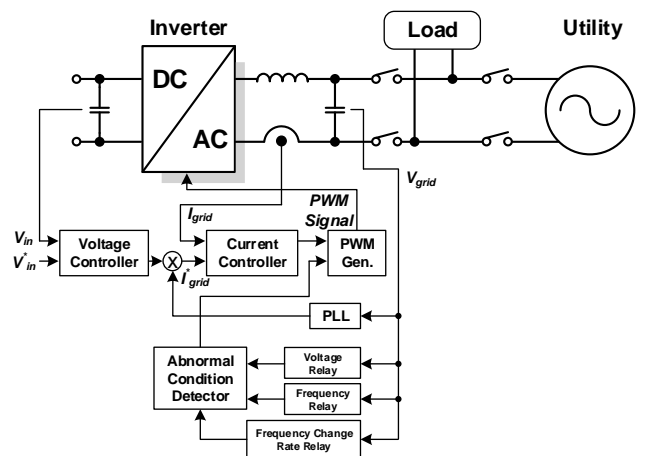 Inverter
Load
Utility
DC
AC
V_grid
PWM
Signal
I_grid
V_in
V*_in
Voltage
Controller
X
I*_grid
Current
Controller
PWM
Gen.
PLL
Abnormal
Condition
Detector
Voltage
Relay
Frequency
Relay
Frequency Change
Rate Relay